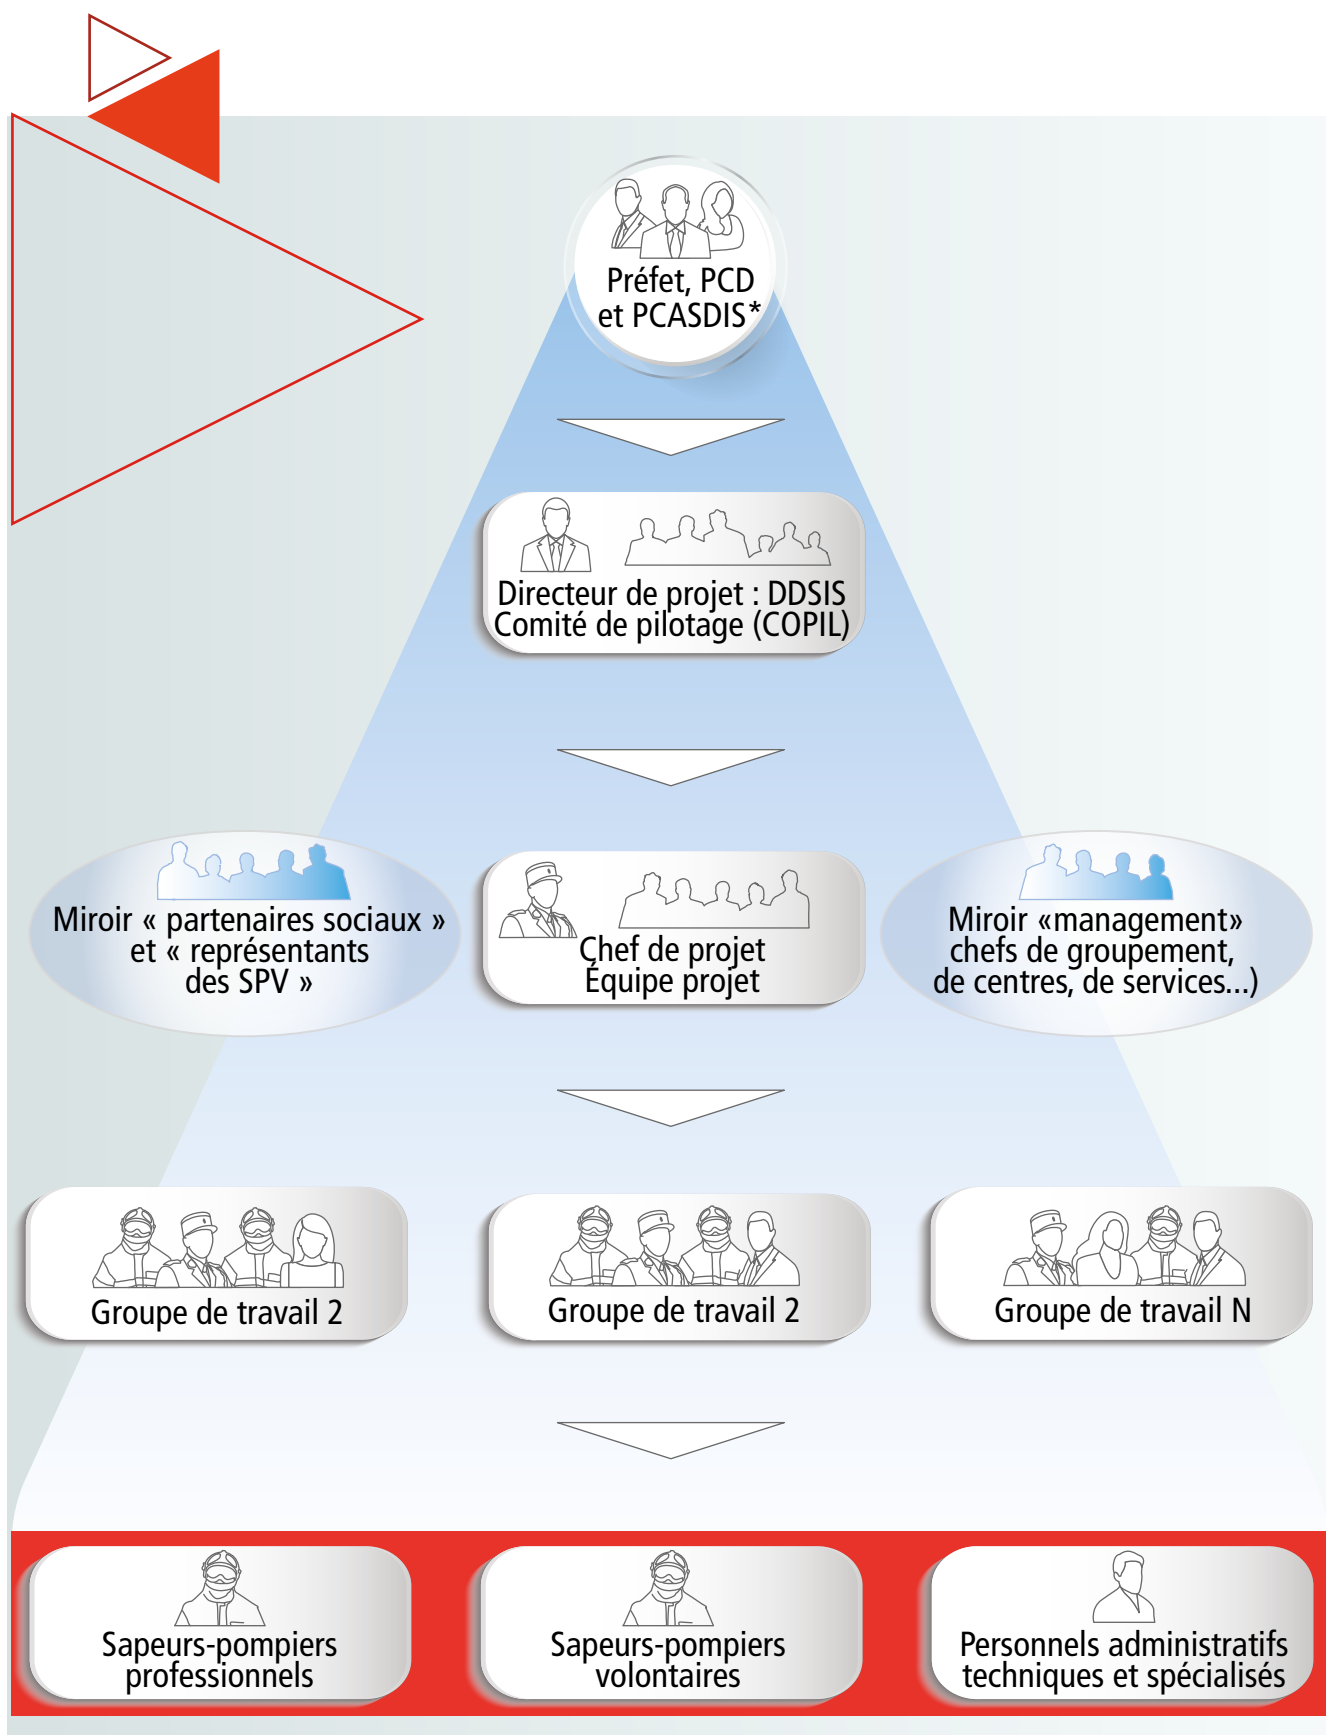 Préfet, PCD
et PCASDIS*
Directeur de projet : DDSIS
Comité de pilotage (COPIL)
Miroir « partenaires sociaux »
et « représentants
des SPV »
Chef de projet
Équipe projet
Miroir «management»
chefs de groupement,
de centres, de services...)
Groupe de travail 2
Groupe de travail 2
Groupe de travail N
Sapeurs-pompiers
professionnels
Sapeurs-pompiers
volontaires
Personnels administratifs
techniques et spécialisés